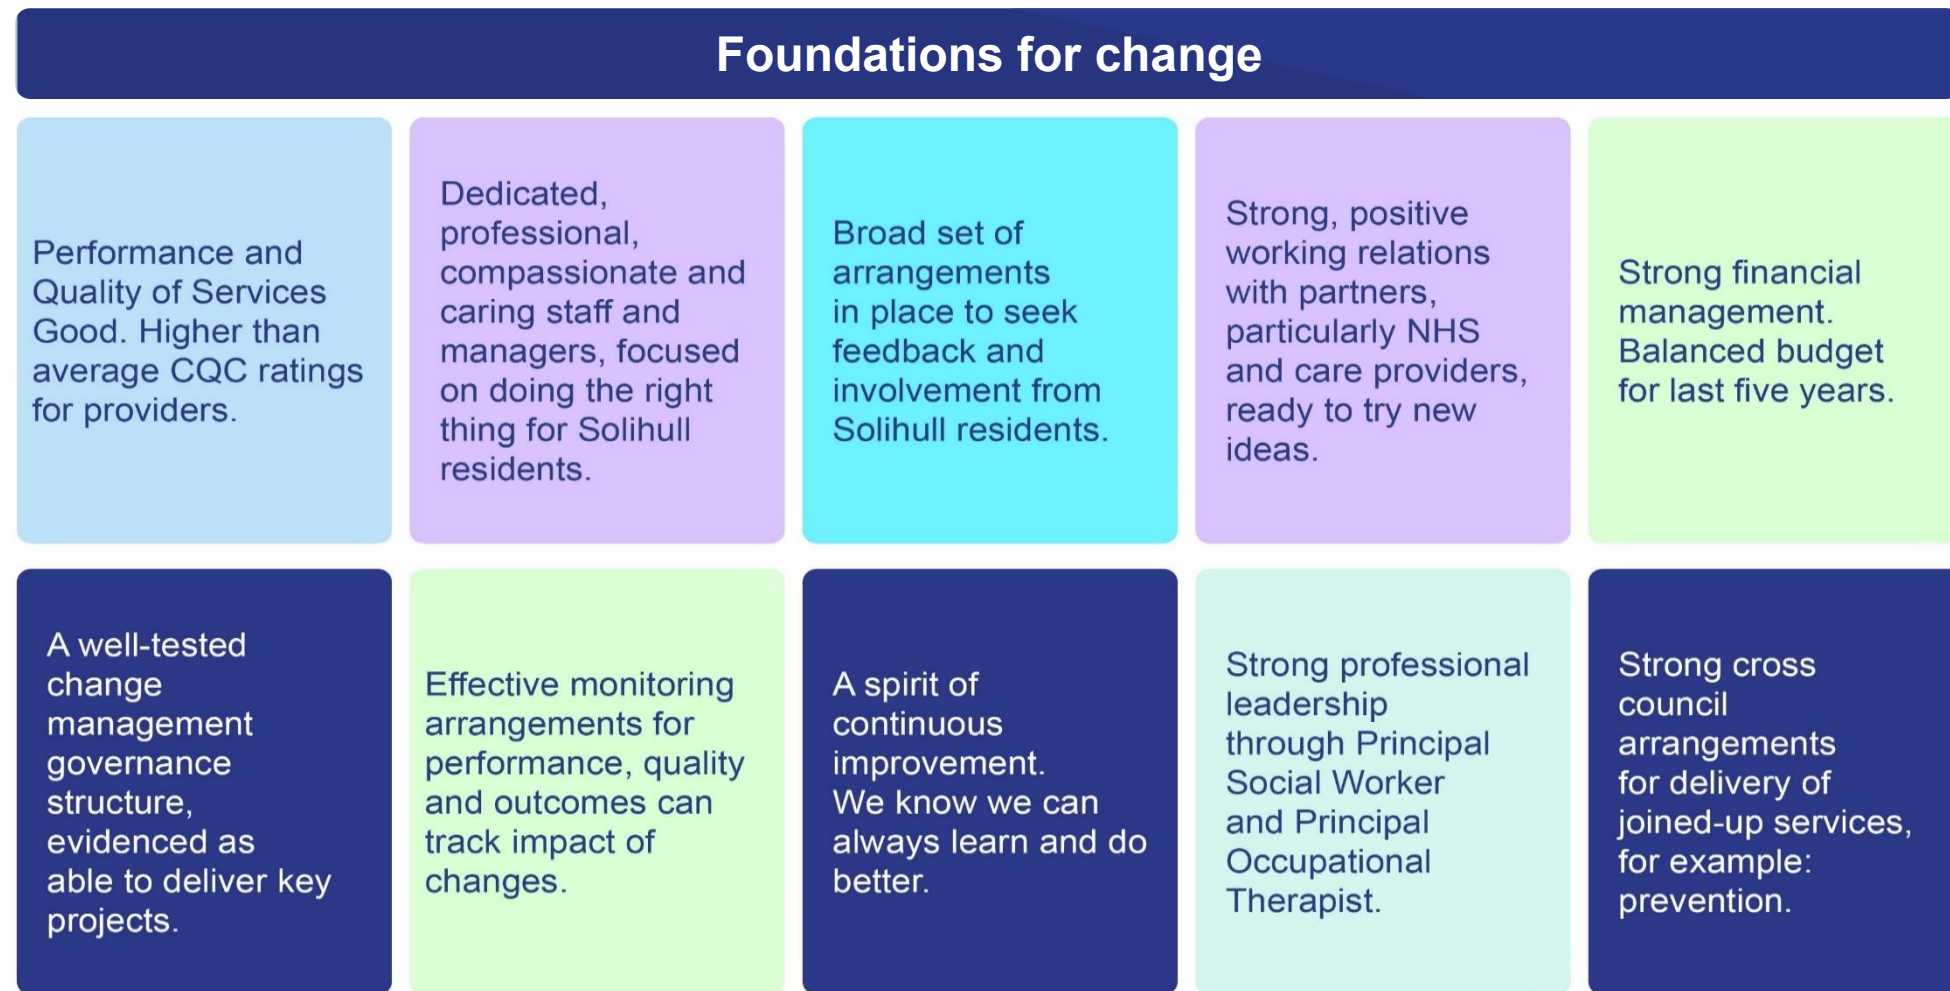 Foundations for change
Performance and
Quality of Services
Good. Higher than
average CQC ratings
for providers.
Dedicated,
professional,
compassionate and
caring staff and
managers, focused
on doing the right
thing for Solihull
residents.
Broad set of
arrangements
in place to seek
feedback and
involvement from
Solihull residents.
Strong, positive
working relations
with partners,
particularly NHS
and care providers,
ready to try new
ideas.
Strong financial
management.
Balanced budget
for last five years.
A well-tested
change
management
governance
structure,
evidenced as
able to deliver key
projects.
Effective monitoring
arrangements for
performance, quality
and outcomes can
track impact of
changes.
A spirit of
continuous
improvement.
We know we can
always learn and do
better.
Strong professional
leadership
through Principal
Social Worker
and Principal
Occupational
Therapist.
Strong cross
council
arrangements
for delivery of
joined-up services,
for example:
prevention.